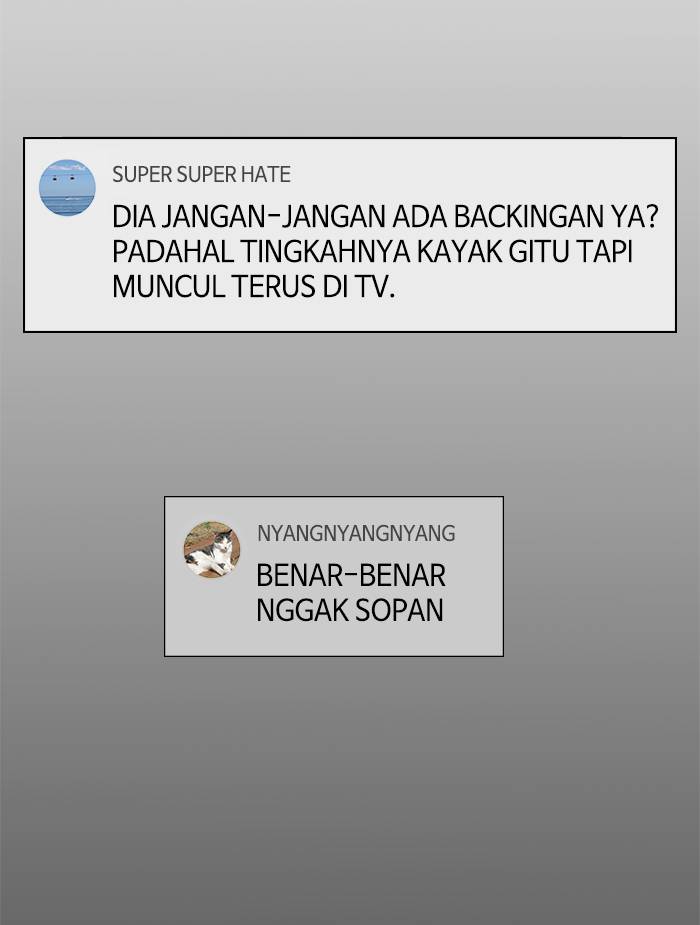 SUPER SUPER HATE
DIA JANGAN-JANGAN ADA BACKINGAN YA?
PADAHAL TINGKAHNYA KAYAK GITU TAPI
MUNCUL TERUS DI TV.
NYANGNYANGNYANG
BENAR-BENAR
NGGAK SOPAN